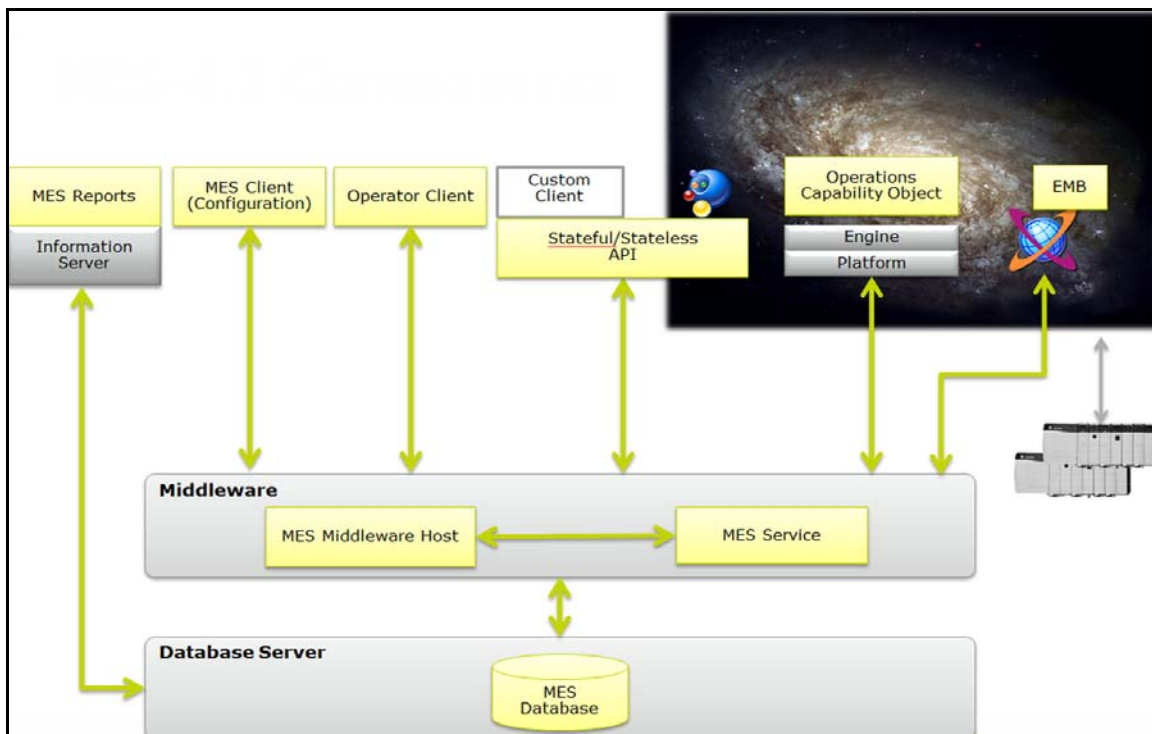 MES Reports
Information
Server
MES Client
(Configuration)
Operator Client
Custom
Client
Stateful/Stateless
API
Operations
Capability Object
Engine
Platform
EMB
Middleware
MES Middleware Host
MES Service
Database Server
MES
Database